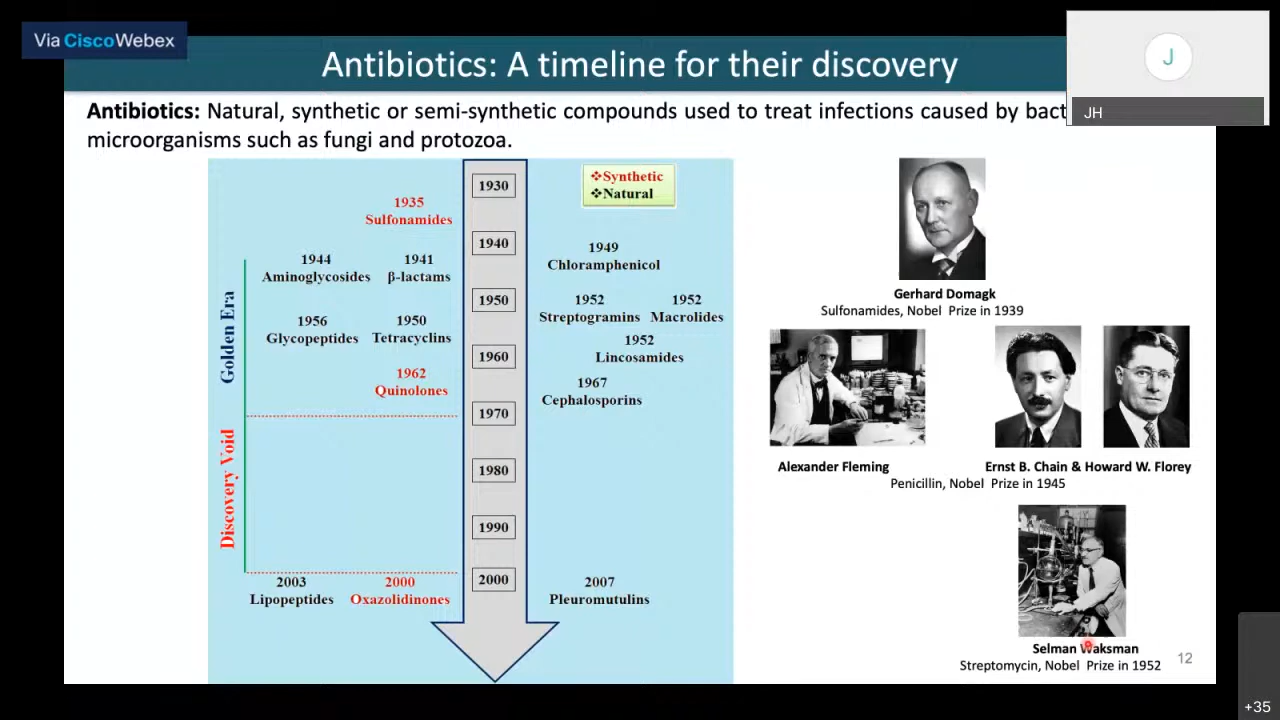 Via CiscoWebex
Antibiotics: A timeline for their discovery
J
JH
Antibiotics: Natural, synthetic or semi-synthetic compounds used to treat infections caused by bact
microorganisms such as fungi and protozoa.
❖Synthetic
❖Natural
1930
1935
Sulfonamides
1940
1944
Aminoglycosides
1941
β-lactams
1949
Chloramphenicol
1950
1952
Streptogramins
1952
Macrolides
1956
Glycopeptides
1950
Tetracyclins
1952
Lincosamides
1960
1962
Quinolones
1967
Cephalosporins
Golden Era
1970
Discovery Void
1980
1990
2000
2003
Lipopeptides
2000
Oxazolidinones
2007
Pleuromutulins
Gerhard Domagk
Sulfonamides, Nobel Prize in 1939
Alexander Fleming
Ernst B. Chain & Howard W. Florey
Penicillin, Nobel Prize in 1945
Selman Waksman
Streptomycin, Nobel Prize in 1952
12
+35